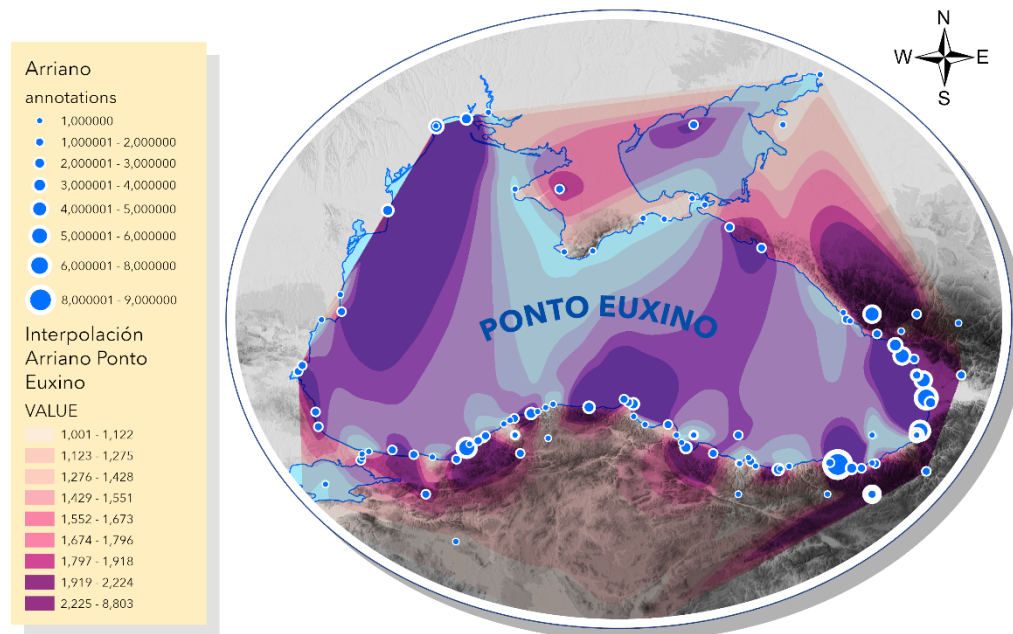 Arriano
annotations
1,000000
1,000001 - 2,000000
2,000001 - 3,000000
3,000001 - 4,000000
4,000001 - 5,000000
5,000001 - 6,000000
6,000001 - 8,000000
8,000001 - 9,000000
Interpolación
Arriano Ponto
Euxino
VALUE
1,001 - 1,122
1,123 - 1,275
1,276 - 1,428
1,429 - 1,551
1,552 - 1,673
1,674 - 1,796
1,797 - 1,918
1,919 - 2,224
2,225 - 8,803
PONTO EUXINO
N
W E
S